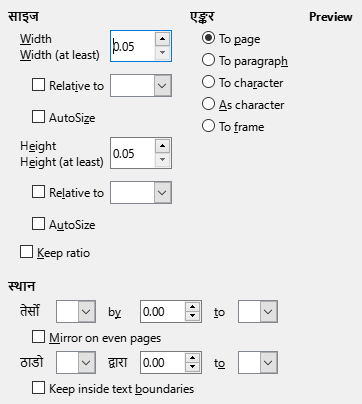 साइज
एङ्कर
Preview
Width
Width (at least)
0.05
To page
To paragraph
To character
As character
To frame
Relative to
AutoSize
Height
Height (at least)
0.05
Relative to
AutoSize
Keep ratio
स्थान
तेर्सो by 0.00 to
Mirror on even pages
ठाडो द्वारा 0.00 to
Keep inside text boundaries